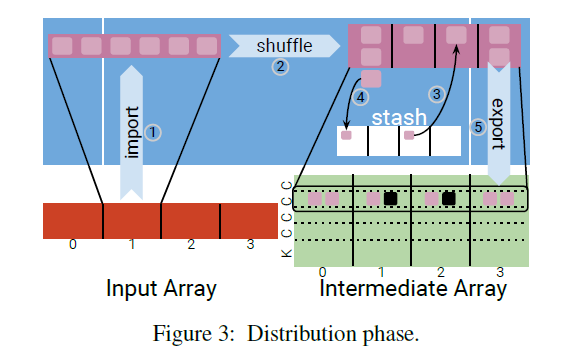 shuffle
2
import
1
4
3
stash
5
export
C
C
C
C
K
0 1 2 3
0 1 2 3
Input Array
Intermediate Array
Figure 3: Distribution phase.